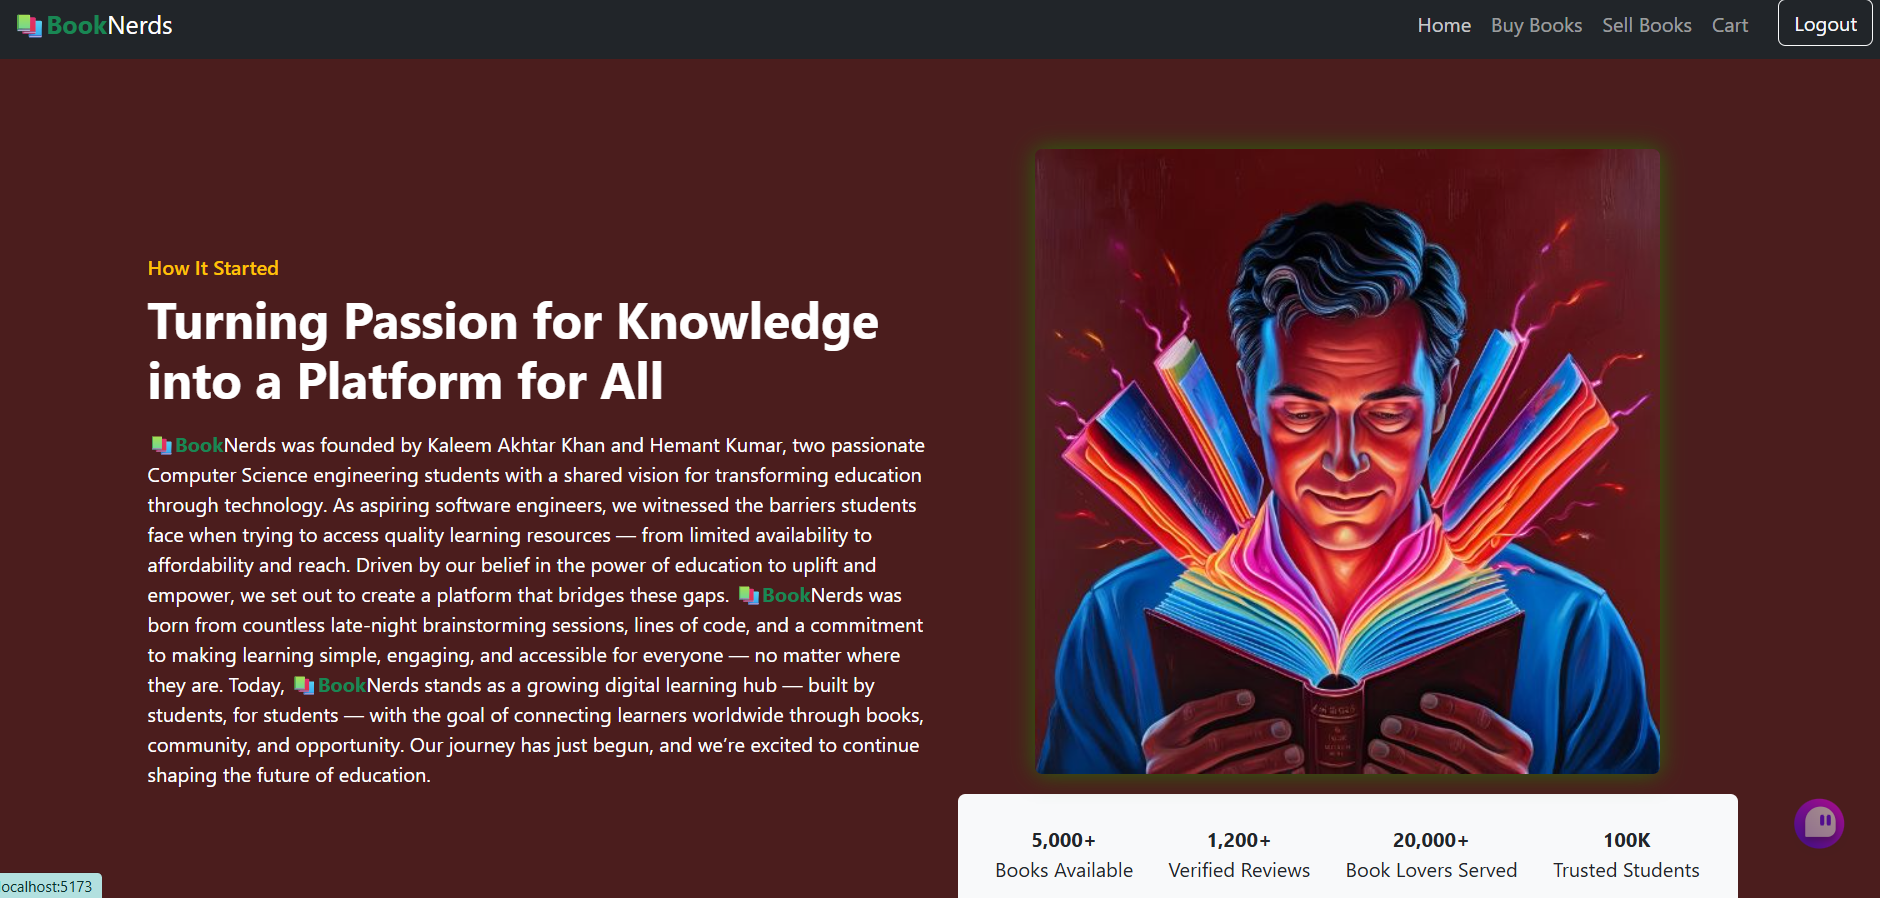 BookNerds
Home Buy Books Sell Books Cart Logout
How It Started
Turning Passion for Knowledge
into a Platform for All
BookNerds was founded by Kaleem Akhtar Khan and Hemant Kumar, two passionate
Computer Science engineering students with a shared vision for transforming education
through technology. As aspiring software engineers, we witnessed the barriers students
face when trying to access quality learning resources — from limited availability to
affordability and reach. Driven by our belief in the power of education to uplift and
empower, we set out to create a platform that bridges these gaps. BookNerds was
born from countless late-night brainstorming sessions, lines of code, and a commitment
to making learning simple, engaging, and accessible for everyone — no matter where
they are. Today, BookNerds stands as a growing digital learning hub — built by
students, for students — with the goal of connecting learners worldwide through books,
community, and opportunity. Our journey has just begun, and we’re excited to continue
shaping the future of education.
5,000+ 1,200+ 20,000+ 100K
Books Available Verified Reviews Book Lovers Served Trusted Students
ocalhost:5173